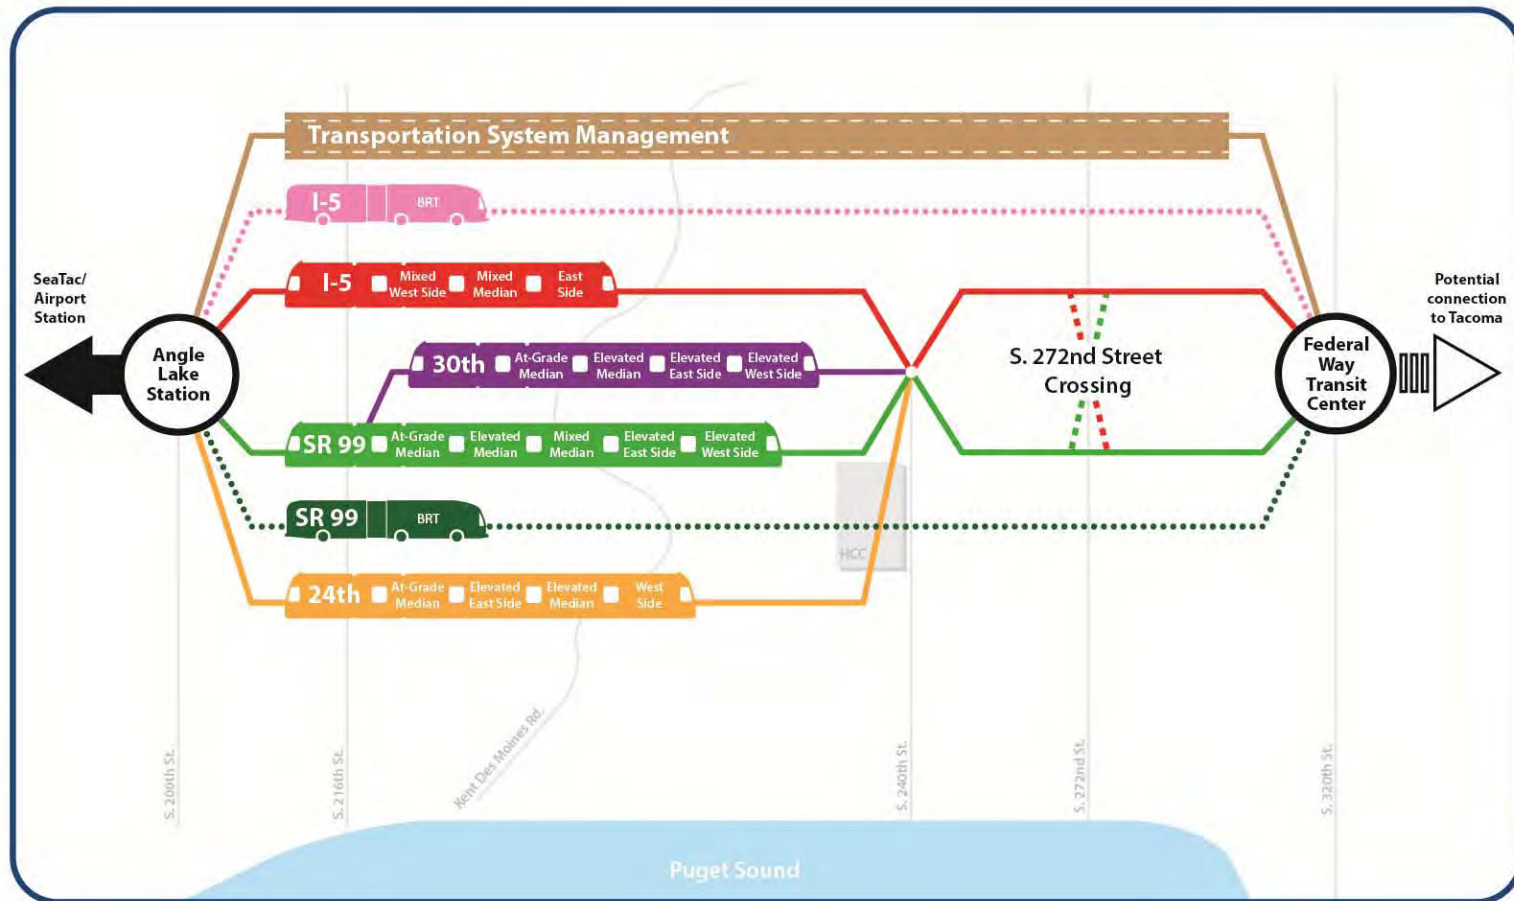 Transportation System Management
I-5
BRT
SeaTac/
Airport
Station
I-5
Mixed
West Side
Mixed
Median
East
Side
Potential
connection
to Tacoma
Angle
Lake
Station
30th
At-Grade
Median
Elevated
Median
Elevated
East Side
Elevated
West Side
S. 272nd Street
Crossing
Federal
Way
Transit
Center
SR 99
At-Grade
Median
Elevated
Median
Mixed
Median
Elevated
East Side
Elevated
West Side
SR 99
BRT
HCC
24th
At-Grade
Median
Elevated
East Side
Elevated
Median
West
Side
S. 200th St.
S. 216th St.
Kent Des Moines Rd.
S. 240th St.
S. 272nd St.
S. 320th St.
Puget Sound